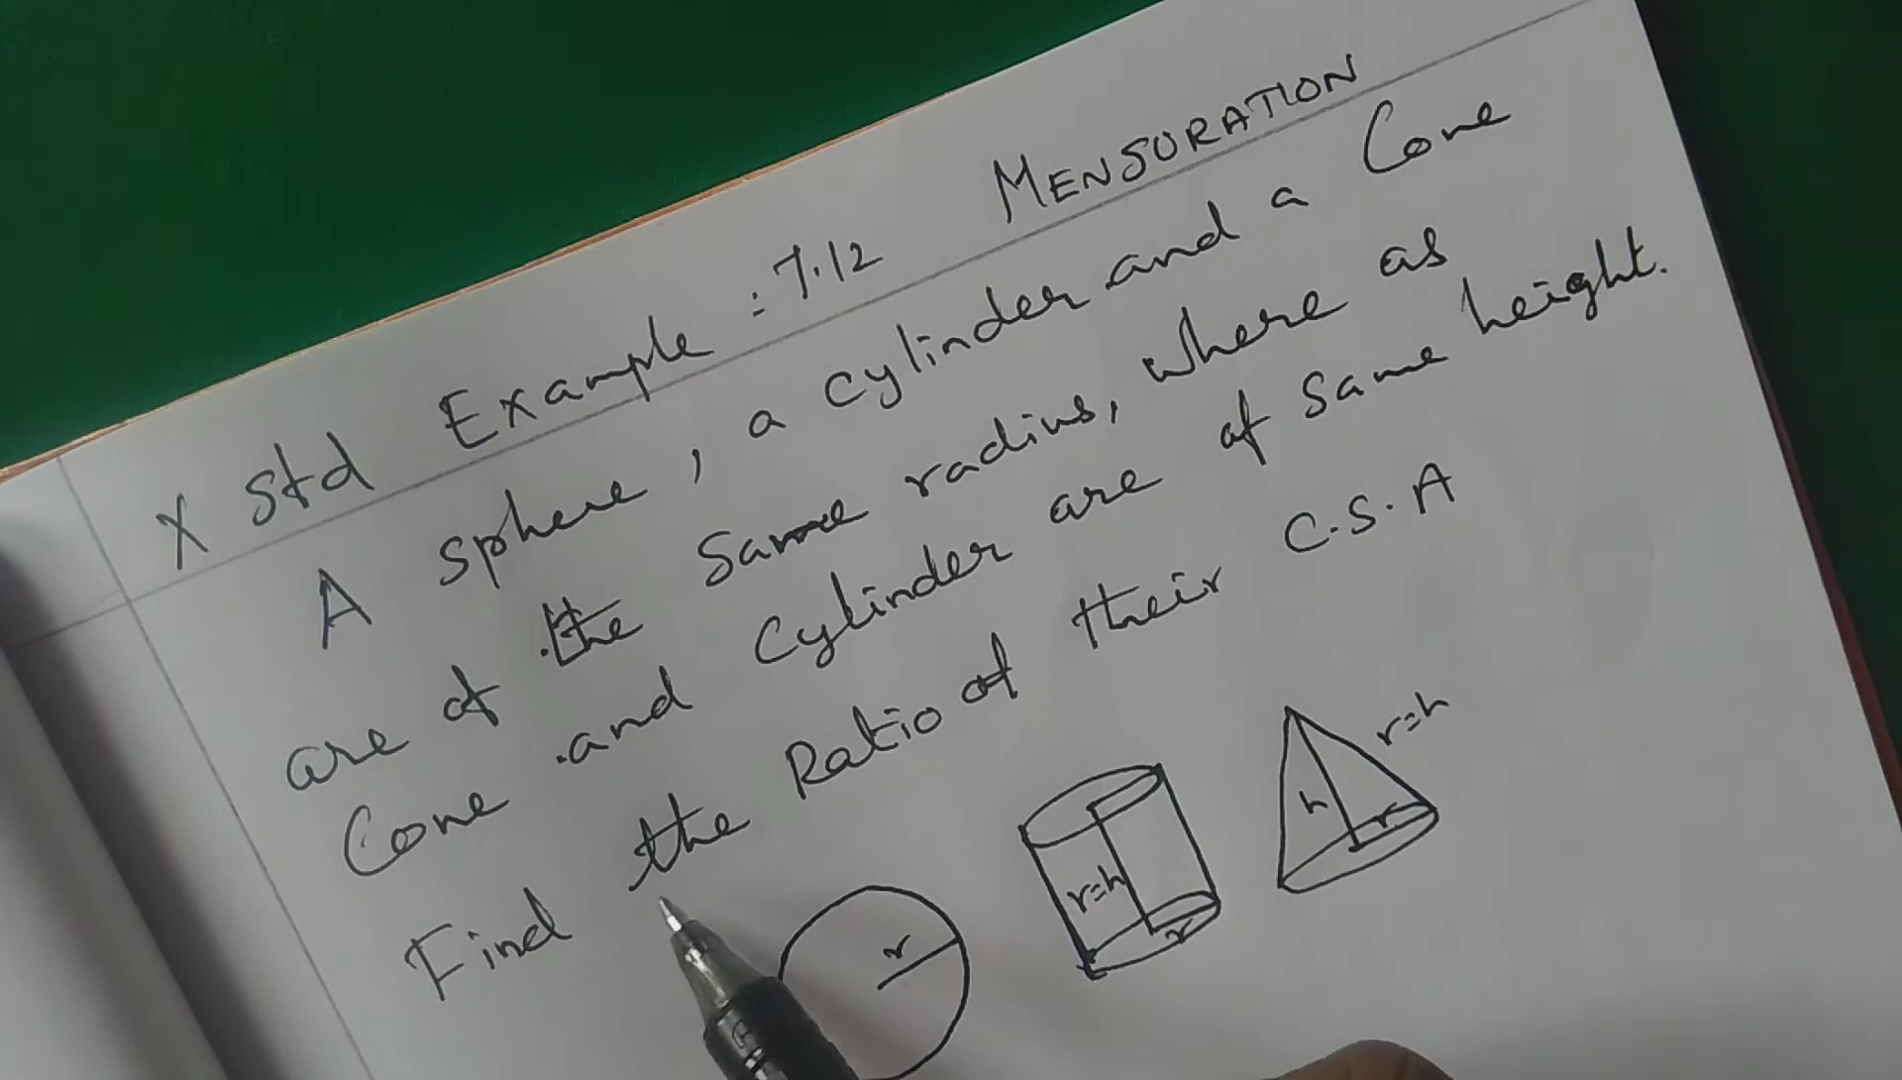 MENSURATION
X Std Example : 7.12
A sphere, a cylinder and a Cone
are of the same radius, where as
Cone and Cylinder are of same height.
Find the Ratio of their C.S.A
r
r=h
r
h
r
r=h